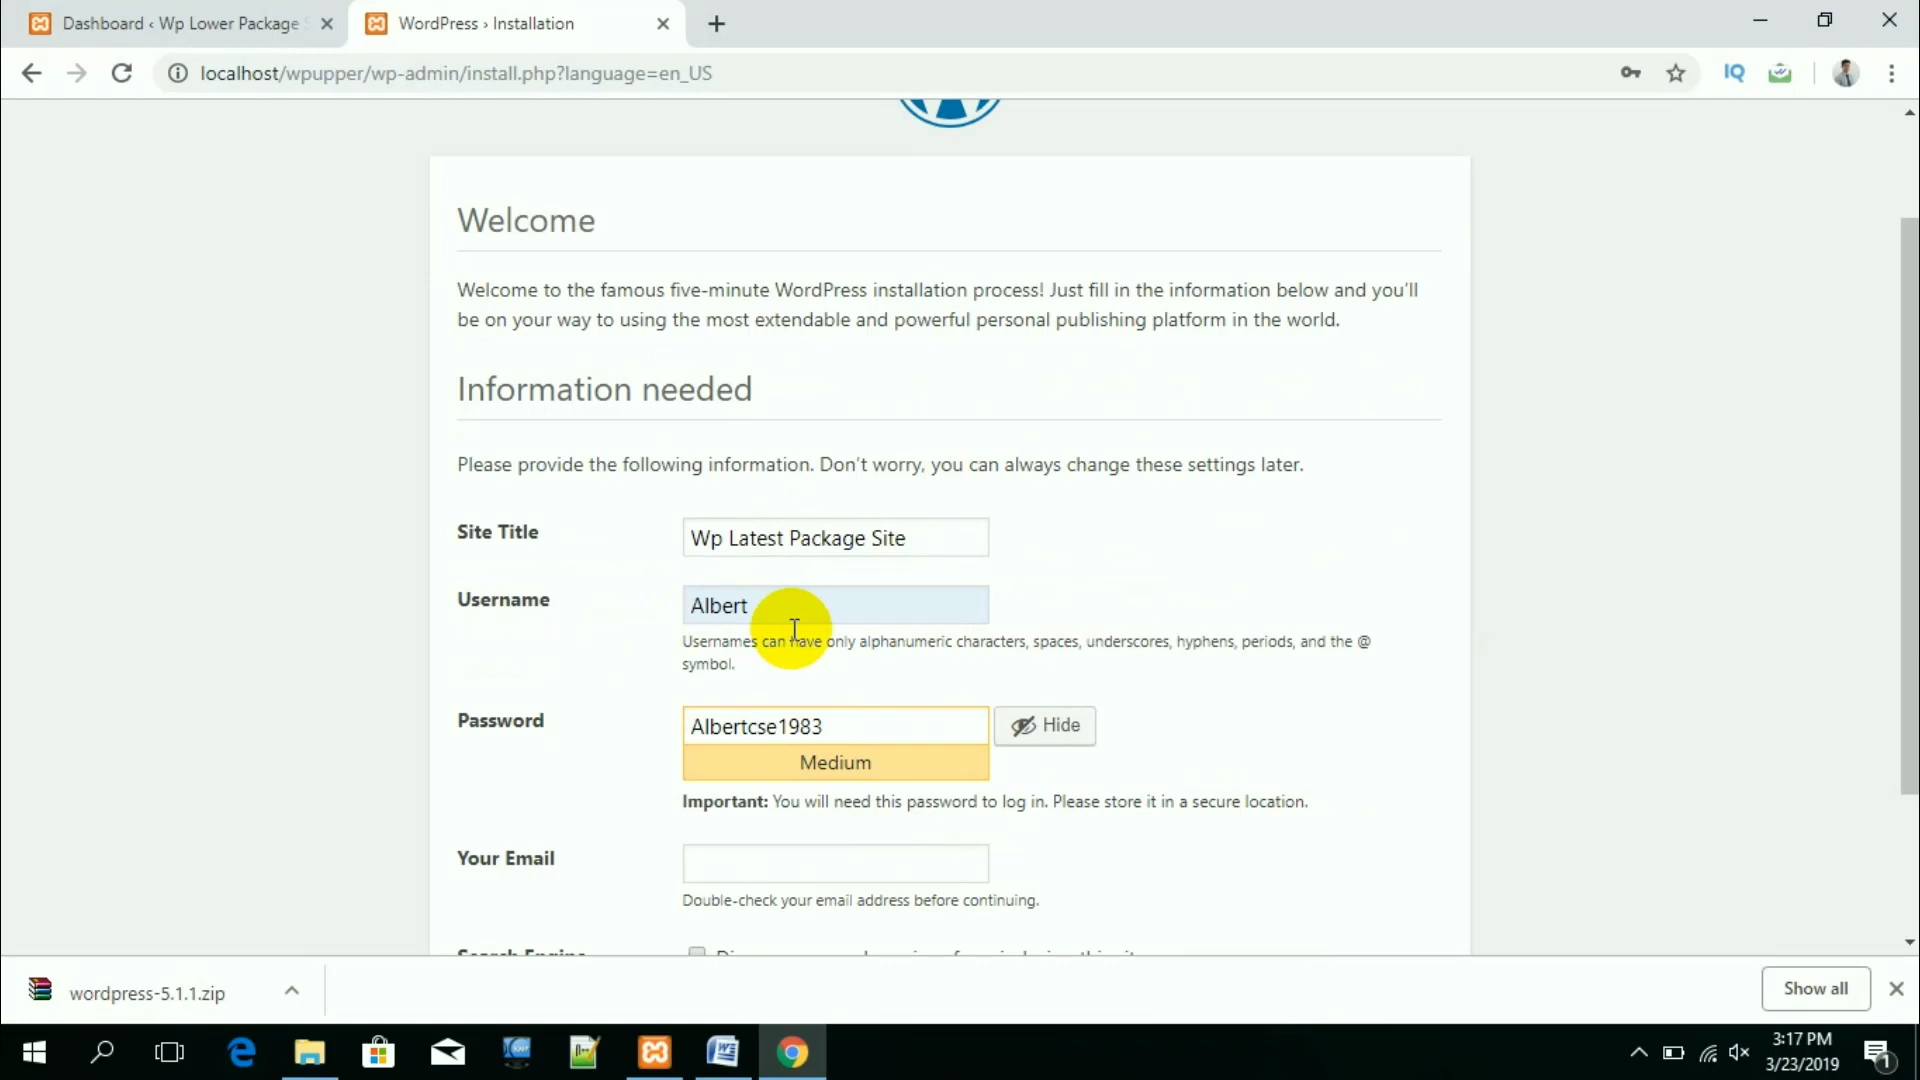 Dashboard ‹ Wp Lower Package
WordPress › Installation
localhost/wpupper/wp-admin/install.php?language=en_US
IQ
Welcome
Welcome to the famous five-minute WordPress installation process! Just fill in the information below and you'll
be on your way to using the most extendable and powerful personal publishing platform in the world.
Information needed
Please provide the following information. Don't worry, you can always change these settings later.
Site Title
Wp Latest Package Site
Username
Albert
Usernames can have only alphanumeric characters, spaces, underscores, hyphens, periods, and the @
symbol.
Password
Albertcse1983
Hide
Medium
Important: You will need this password to log in. Please store it in a secure location.
Your Email
Double-check your email address before continuing.
Search Engine
wordpress-5.1.1.zip
Show all
3:17 PM
3/23/2019
1